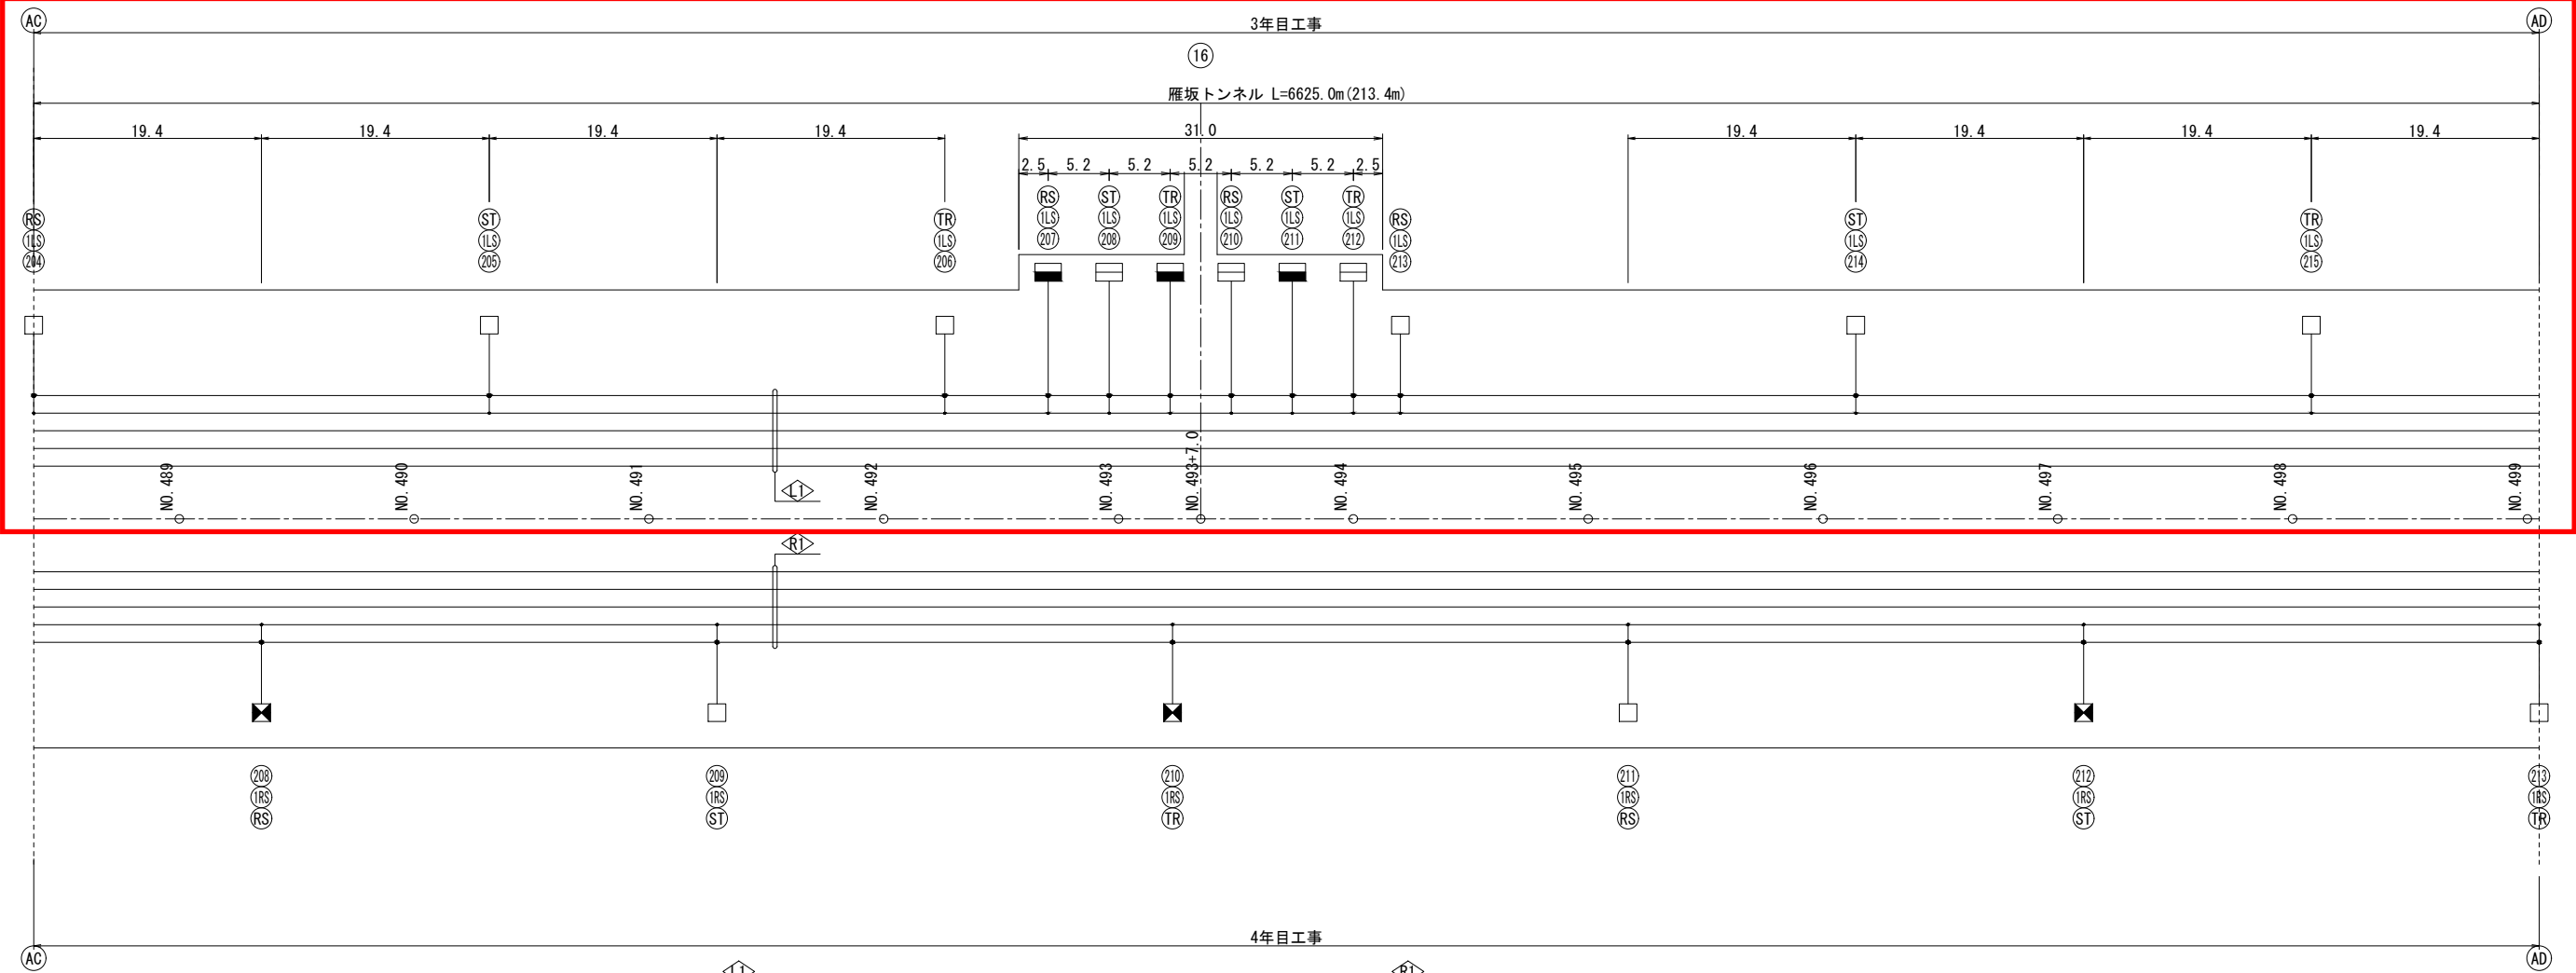 AC 3年目工事 AD
16
雁坂トンネル L=6625.0m(213.4m)
19.4 19.4 19.4 19.4 31.0 19.4 19.4 19.4 19.4
2.5 5.2 5.2 5.2 5.2 5.2 2.5
RS ST TR RS ST TR
1LS 1LS 1LS 1LS 1LS 1LS
207 208 209 210 211 212
RS ST TR RS ST TR
1LS 1LS 1LS 1LS 1LS 1LS
204 205 206 213 214 215
NO.489 NO.490 NO.491 NO.492 NO.493 NO.493+7.0 NO.494 NO.495 NO.496 NO.497 NO.498 NO.499
L1
R1
208 209 210 211 212 213
1RS 1RS 1RS 1RS 1RS 1RS
RS ST TR RS ST TR
4年目工事
AC AD
L1 R1